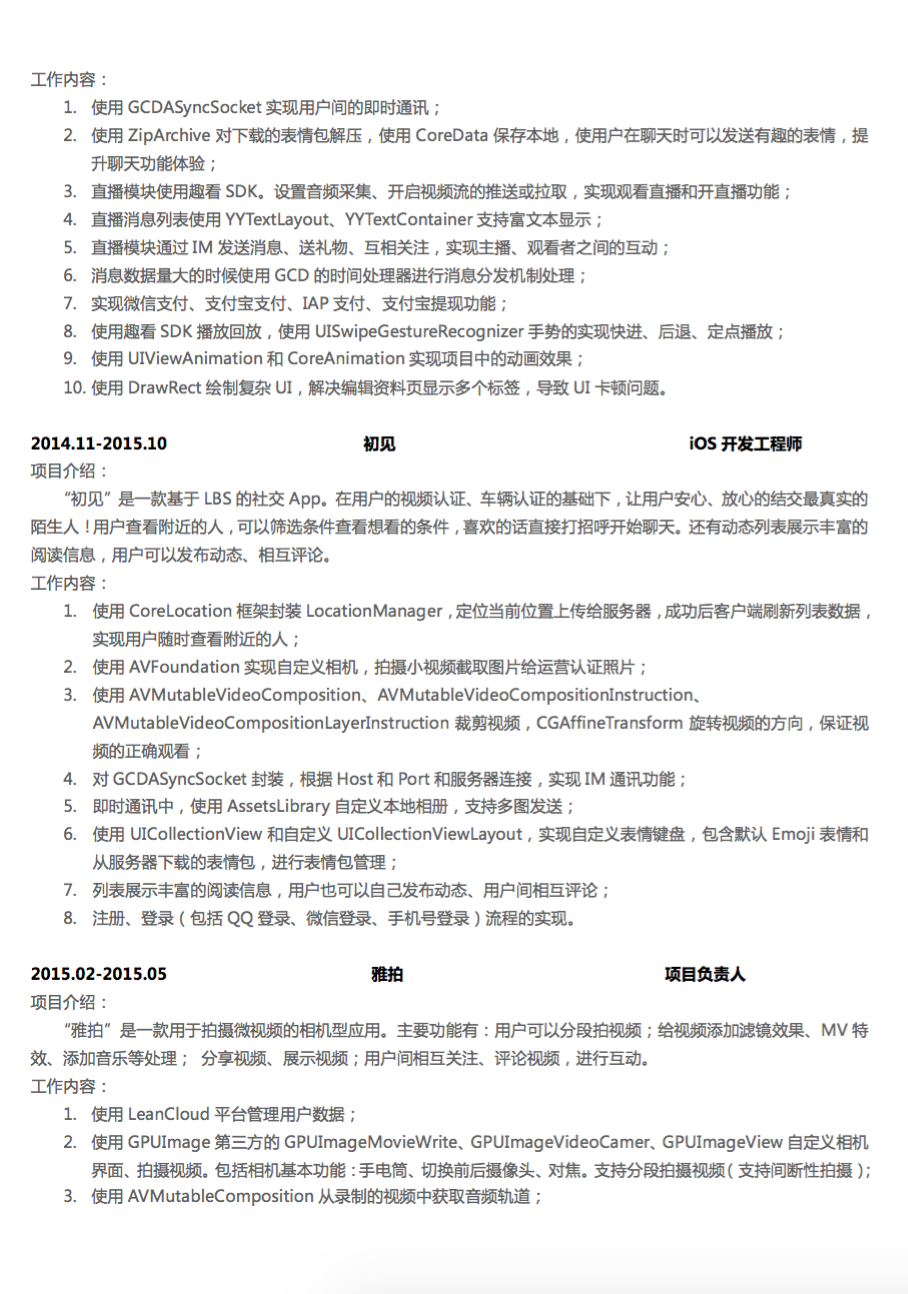 工作内容：
1. 使用 GCDASyncSocket 实现用户间的即时通讯；
2. 使用 ZipArchive 对下载的表情包解压，使用 CoreData 保存本地，使用户在聊天时可以发送有趣的表情，提
升聊天功能体验；
3. 直播模块使用趣看 SDK。设置音频采集、开启视频流的推送或拉取，实现观看直播和开直播功能；
4. 直播消息列表使用 YYTextLayout、YYTextContainer 支持富文本显示；
5. 直播模块通过 IM 发送消息、送礼物、互相关注，实现主播、观看者之间的互动；
6. 消息数据量大的时候使用 GCD 的时间处理器进行消息分发机制处理；
7. 实现微信支付、支付宝支付、IAP 支付、支付宝提现功能；
8. 使用趣看 SDK 播放回放，使用 UISwipeGestureRecognizer 手势的实现快进、后退、定点播放；
9. 使用 UIViewAnimation 和 CoreAnimation 实现项目中的动画效果；
10. 使用 DrawRect 绘制复杂 UI，解决编辑资料页显示多个标签，导致 UI 卡顿问题。
2014.11-2015.10 初见 iOS 开发工程师
项目介绍：
“初见”是一款基于 LBS 的社交 App。在用户的视频认证、车辆认证的基础下，让用户安心、放心的结交最真实的
陌生人！用户查看附近的人，可以筛选条件查看想看的条件，喜欢的话直接打招呼开始聊天。还有动态列表展示丰富的
阅读信息，用户可以发布动态、相互评论。
工作内容：
1. 使用 CoreLocation 框架封装 LocationManager，定位当前位置上传给服务器，成功后客户端刷新列表数据，
实现用户随时查看附近的人；
2. 使用 AVFoundation 实现自定义相机，拍摄小视频截取图片给运营认证照片；
3. 使用 AVMutableVideoComposition、AVMutableVideoCompositionInstruction、
AVMutableVideoCompositionLayerInstruction 裁剪视频，CGAffineTransform 旋转视频的方向，保证视
频的正确观看；
4. 对 GCDASyncSocket 封装，根据 Host 和 Port 和服务器连接，实现 IM 通讯功能；
5. 即时通讯中，使用 AssetsLibrary 自定义本地相册，支持多图发送；
6. 使用 UICollectionView 和自定义 UICollectionViewLayout，实现自定义表情键盘，包含默认 Emoji 表情和
从服务器下载的表情包，进行表情包管理；
7. 列表展示丰富的阅读信息，用户也可以自己发布动态、用户间相互评论；
8. 注册、登录（包括 QQ 登录、微信登录、手机号登录）流程的实现。
2015.02-2015.05 雅拍 项目负责人
项目介绍：
“雅拍”是一款用于拍摄微视频的相机型应用。主要功能有：用户可以分段拍视频；给视频添加滤镜效果、MV 特
效、添加音乐等处理； 分享视频、展示视频；用户间相互关注、评论视频，进行互动。
工作内容：
1. 使用 LeanCloud 平台管理用户数据；
2. 使用 GPUImage 第三方的 GPUImageMovieWrite、GPUImageVideoCamer、GPUImageView 自定义相机
界面、拍摄视频。包括相机基本功能：手电筒、切换前后摄像头、对焦。支持分段拍摄视频（支持间断性拍摄）；
3. 使用 AVMutableComposition 从录制的视频中获取音频轨道；